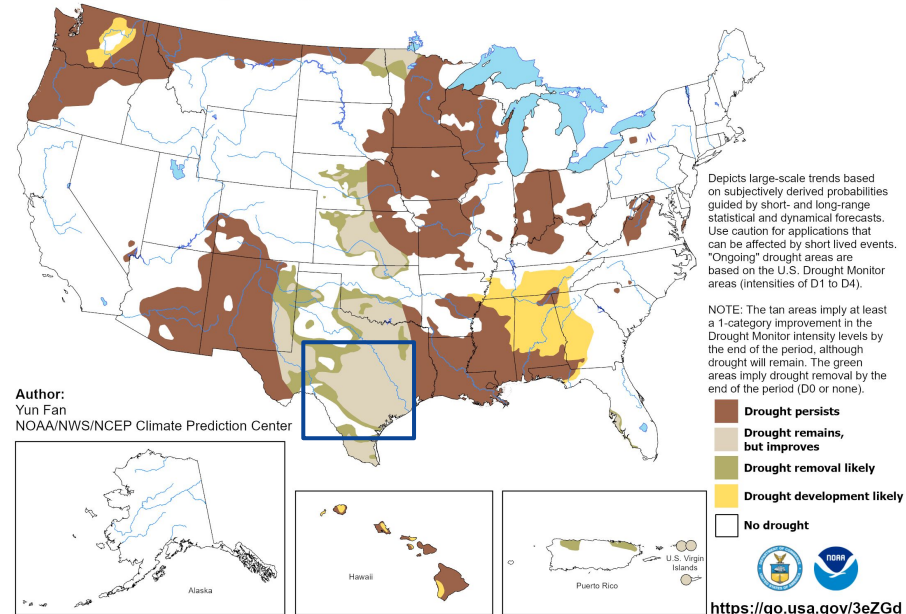 Depicts large-scale trends based
on subjectively derived probabilities
guided by short- and long-range
statistical and dynamical forecasts.
Use caution for applications that
can be affected by short lived events.
"Ongoing" drought areas are
based on the U.S. Drought Monitor
areas (intensities of D1 to D4).
NOTE: The tan areas imply at least
a 1-category improvement in the
Drought Monitor intensity levels by
the end of the period, although
drought will remain. The green
areas imply drought removal by the
end of the period (D0 or none).
Author:
Yun Fan
NOAA/NWS/NCEP Climate Prediction Center
Drought persists
Drought remains,
but improves
Drought removal likely
Drought development likely
No drought
Alaska
Hawaii
Puerto Rico
U.S. Virgin
Islands
NOAA
https://go.usa.gov/3eZGd